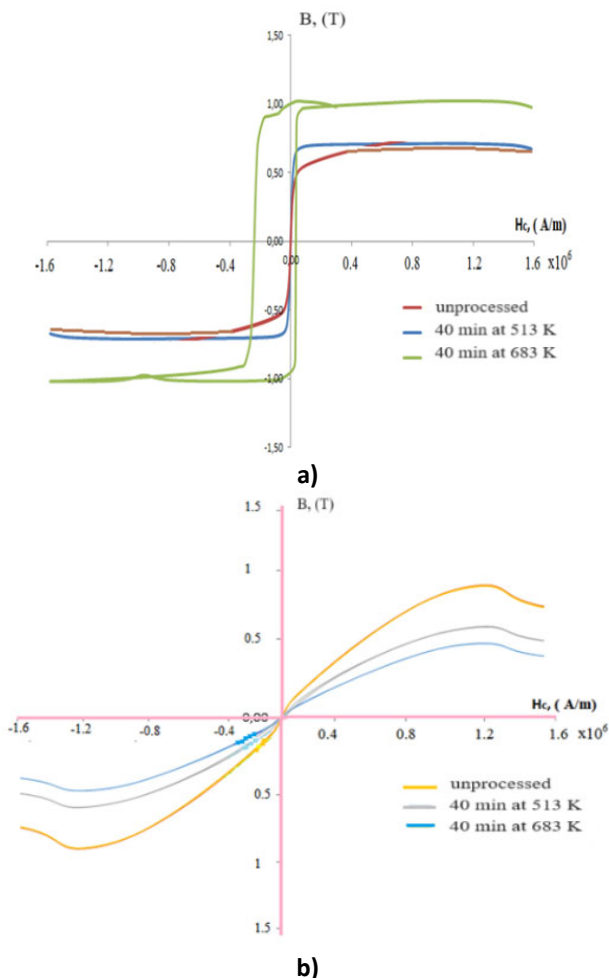 B, (T)
1,50
1,00
0,50
Hc, ( A/m)
0,00
-1.6 -1.2 -0.8 -0.4 0,00 0.4 0.8 1.2 1.6 x10⁶
-0,50
unprocessed
40 min at 513 K
-1,00
40 min at 683 K
-1,50
a)
1.5
B, (T)
1
0.5
Hc, ( A/m)
-1.6 -1.2 -0.8 -0.4 0,00 0.4 0.8 1.2 1.6 x10⁶
0.5
unprocessed
40 min at 513 K
40 min at 683 K
1
1.5
b)